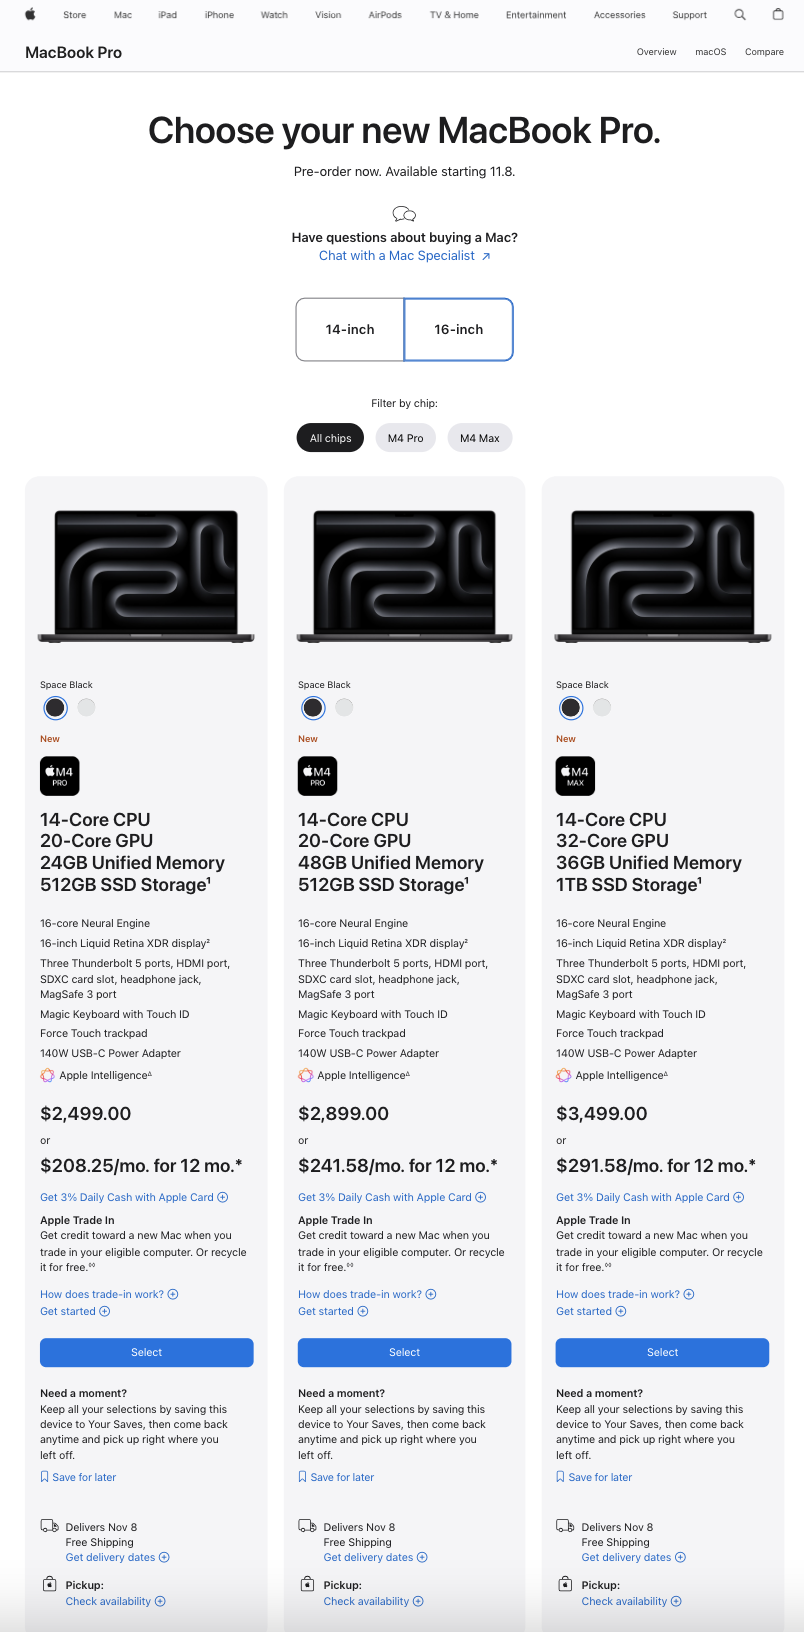 Store Mac iPad iPhone Watch Vision AirPods TV & Home Entertainment Accessories Support
MacBook Pro
Overview macOS Compare
Choose your new MacBook Pro.
Pre-order now. Available starting 11.8.
Have questions about buying a Mac?
Chat with a Mac Specialist ↗
14-inch 16-inch
Filter by chip:
All chips M4 Pro M4 Max
Space Black
New
M4
PRO
14-Core CPU
20-Core GPU
24GB Unified Memory
512GB SSD Storage¹
16-core Neural Engine
16-inch Liquid Retina XDR display²
Three Thunderbolt 5 ports, HDMI port,
SDXC card slot, headphone jack,
MagSafe 3 port
Magic Keyboard with Touch ID
Force Touch trackpad
140W USB-C Power Adapter
Apple Intelligence∆
$2,499.00
or
$208.25/mo. for 12 mo.*
Get 3% Daily Cash with Apple Card ⊕
Apple Trade In
Get credit toward a new Mac when you
trade in your eligible computer. Or recycle
it for free.◊◊
How does trade-in work? ⊕
Get started ⊕
Select
Need a moment?
Keep all your selections by saving this
device to Your Saves, then come back
anytime and pick up right where you
left off.
Save for later
Delivers Nov 8
Free Shipping
Get delivery dates ⊕
Pickup:
Check availability ⊕
Space Black
New
M4
PRO
14-Core CPU
20-Core GPU
48GB Unified Memory
512GB SSD Storage¹
16-core Neural Engine
16-inch Liquid Retina XDR display²
Three Thunderbolt 5 ports, HDMI port,
SDXC card slot, headphone jack,
MagSafe 3 port
Magic Keyboard with Touch ID
Force Touch trackpad
140W USB-C Power Adapter
Apple Intelligence∆
$2,899.00
or
$241.58/mo. for 12 mo.*
Get 3% Daily Cash with Apple Card ⊕
Apple Trade In
Get credit toward a new Mac when you
trade in your eligible computer. Or recycle
it for free.◊◊
How does trade-in work? ⊕
Get started ⊕
Select
Need a moment?
Keep all your selections by saving this
device to Your Saves, then come back
anytime and pick up right where you
left off.
Save for later
Delivers Nov 8
Free Shipping
Get delivery dates ⊕
Pickup:
Check availability ⊕
Space Black
New
M4
MAX
14-Core CPU
32-Core GPU
36GB Unified Memory
1TB SSD Storage¹
16-core Neural Engine
16-inch Liquid Retina XDR display²
Three Thunderbolt 5 ports, HDMI port,
SDXC card slot, headphone jack,
MagSafe 3 port
Magic Keyboard with Touch ID
Force Touch trackpad
140W USB-C Power Adapter
Apple Intelligence∆
$3,499.00
or
$291.58/mo. for 12 mo.*
Get 3% Daily Cash with Apple Card ⊕
Apple Trade In
Get credit toward a new Mac when you
trade in your eligible computer. Or recycle
it for free.◊◊
How does trade-in work? ⊕
Get started ⊕
Select
Need a moment?
Keep all your selections by saving this
device to Your Saves, then come back
anytime and pick up right where you
left off.
Save for later
Delivers Nov 8
Free Shipping
Get delivery dates ⊕
Pickup:
Check availability ⊕